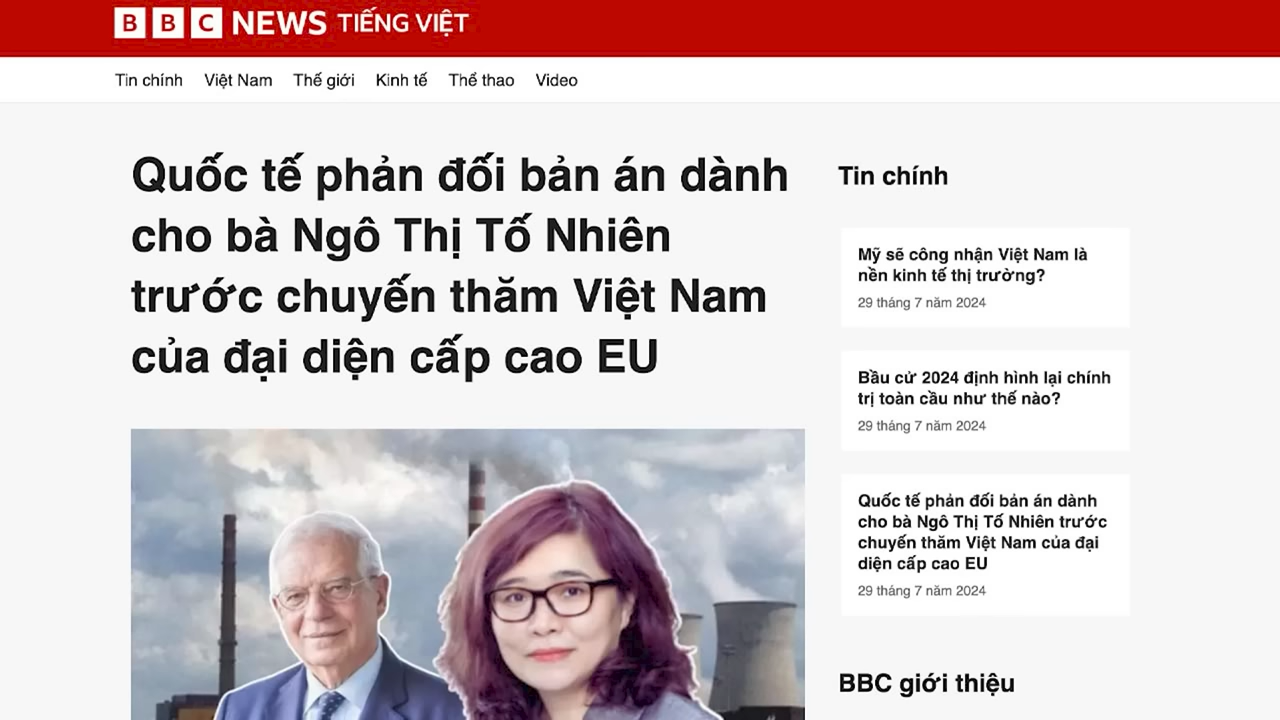 BBC NEWS TIẾNG VIỆT
Tin chính Việt Nam Thế giới Kinh tế Thể thao Video
Quốc tế phản đối bản án dành
cho bà Ngô Thị Tố Nhiên
trước chuyến thăm Việt Nam
của đại diện cấp cao EU
Tin chính
Mỹ sẽ công nhận Việt Nam là
nền kinh tế thị trường?
29 tháng 7 năm 2024
Bầu cử 2024 định hình lại chính
trị toàn cầu như thế nào?
29 tháng 7 năm 2024
Quốc tế phản đối bản án dành
cho bà Ngô Thị Tố Nhiên trước
chuyến thăm Việt Nam của đại
diện cấp cao EU
29 tháng 7 năm 2024
BBC giới thiệu